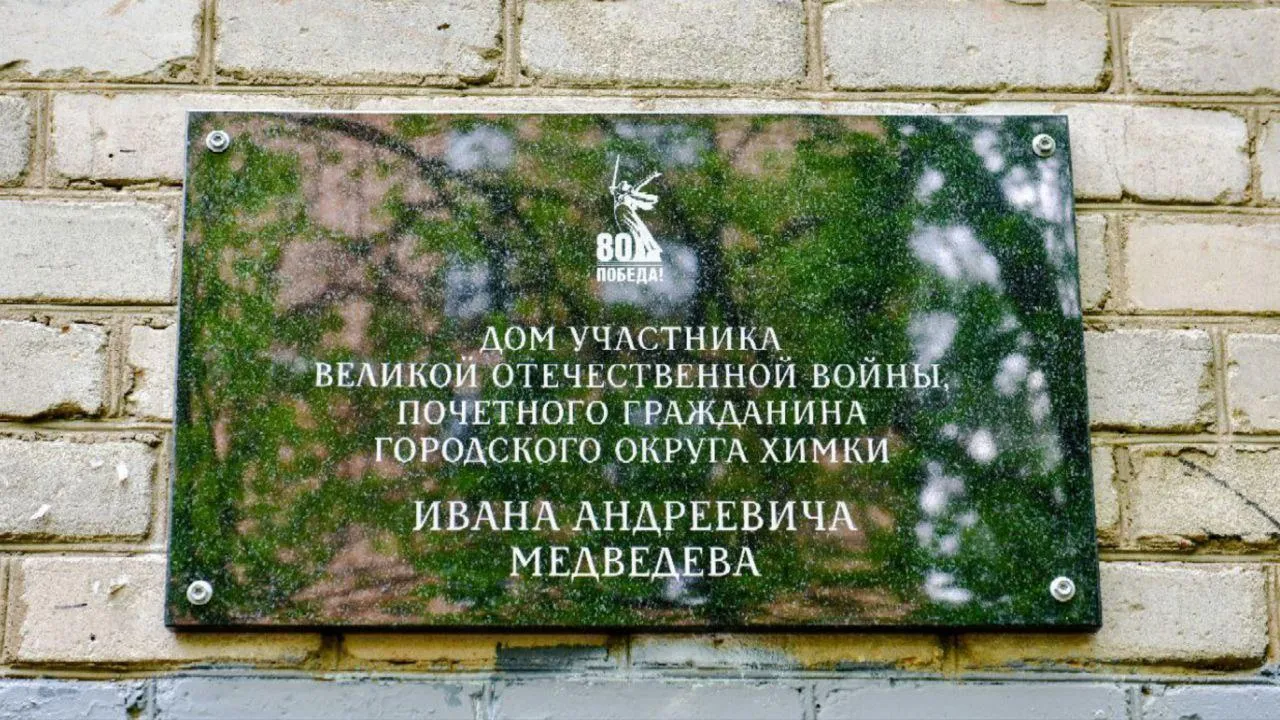 80
ПОБЕДА!
ДОМ УЧАСТНИКА
ВЕЛИКОЙ ОТЕЧЕСТВЕННОЙ ВОЙНЫ,
ПОЧЕТНОГО ГРАЖДАНИНА
ГОРОДСКОГО ОКРУГА ХИМКИ
ИВАНА АНДРЕЕВИЧА
МЕДВЕДЕВА